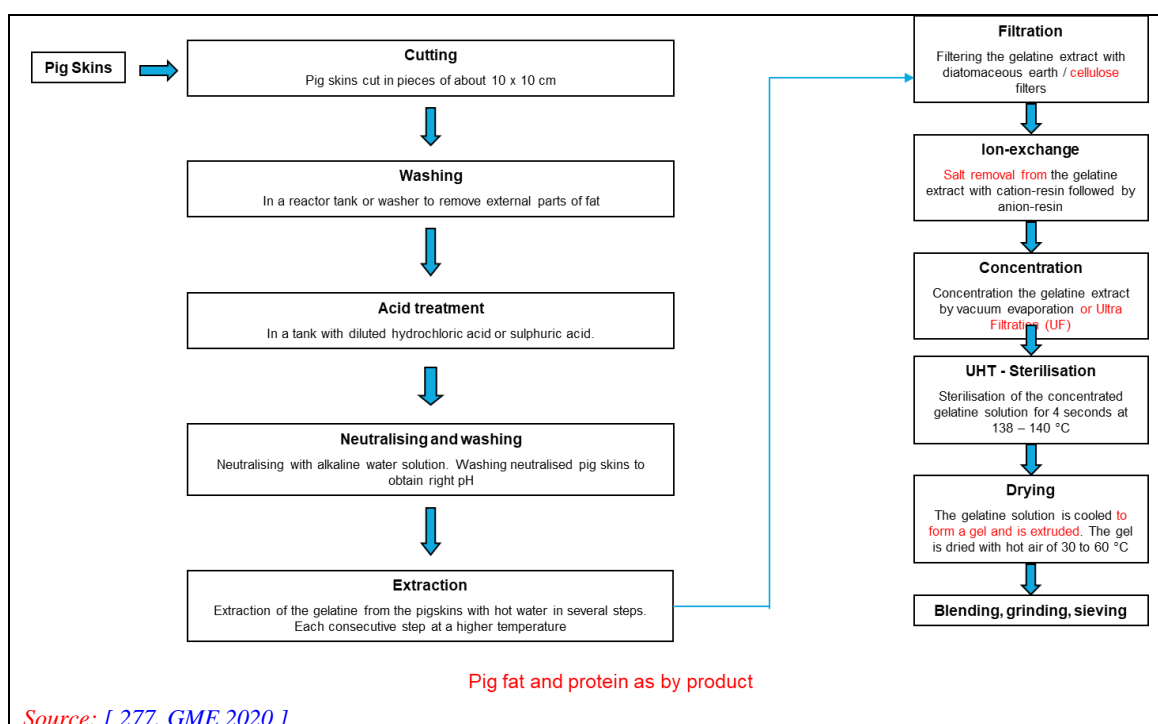 Pig Skins
Cutting
Pig skins cut in pieces of about 10 x 10 cm
Washing
In a reactor tank or washer to remove external parts of fat
Acid treatment
In a tank with diluted hydrochloric acid or sulphuric acid.
Neutralising and washing
Neutralising with alkaline water solution. Washing neutralised pig skins to
obtain right pH
Extraction
Extraction of the gelatine from the pigskins with hot water in several steps.
Each consecutive step at a higher temperature
Filtration
Filtering the gelatine extract with
diatomaceous earth / cellulose
filters
Ion-exchange
Salt removal from the gelatine
extract with cation-resin followed by
anion-resin
Concentration
Concentration the gelatine extract
by vacuum evaporation or Ultra
Filtration (UF)
UHT - Sterilisation
Sterilisation of the concentrated
gelatine solution for 4 seconds at
138 – 140 °C
Drying
The gelatine solution is cooled to
form a gel and is extruded. The gel
is dried with hot air of 30 to 60 °C
Blending, grinding, sieving
Pig fat and protein as by product
Source: [ 277, GME 2020 ]